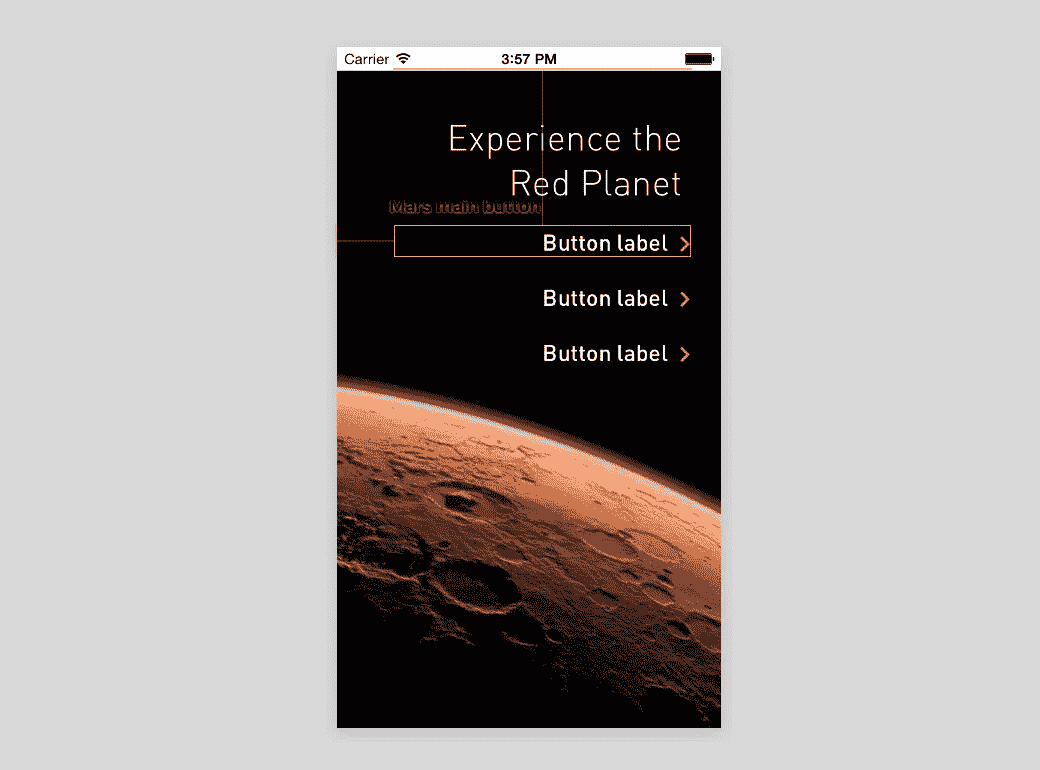 Carrier 3:57 PM
Experience the
Red Planet
Mars main button
Button label
Button label
Button label